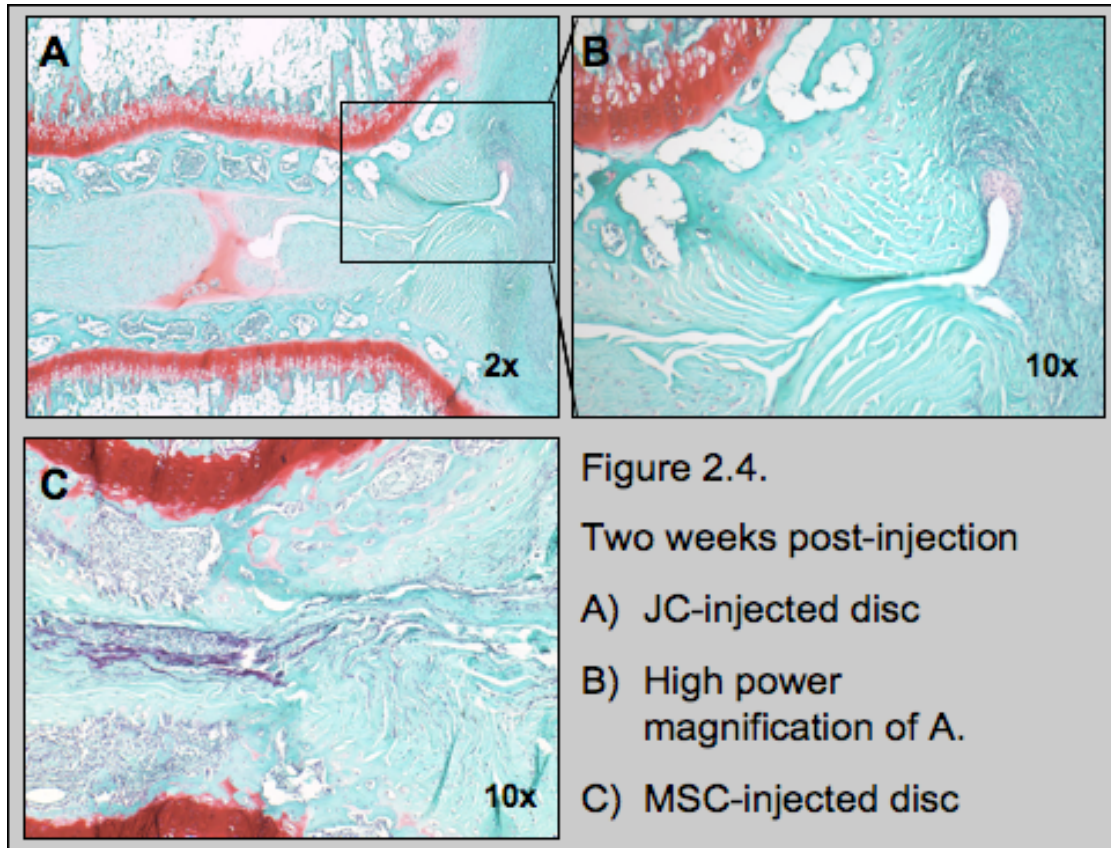 A
2x
B
10x
C
10x
Figure 2.4.
Two weeks post-injection
A) JC-injected disc
B) High power
magnification of A.
C) MSC-injected disc